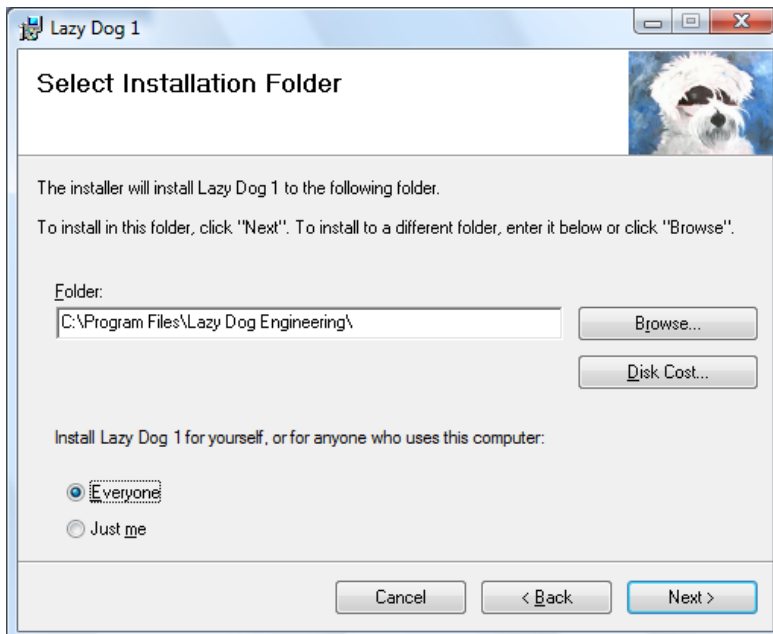 Lazy Dog 1
Select Installation Folder
The installer will install Lazy Dog 1 to the following folder.
To install in this folder, click "Next". To install to a different folder, enter it below or click "Browse".
Folder:
C:\Program Files\Lazy Dog Engineering\
Browse...
Disk Cost...
Install Lazy Dog 1 for yourself, or for anyone who uses this computer:
Everyone
Just me
Cancel
< Back
Next >